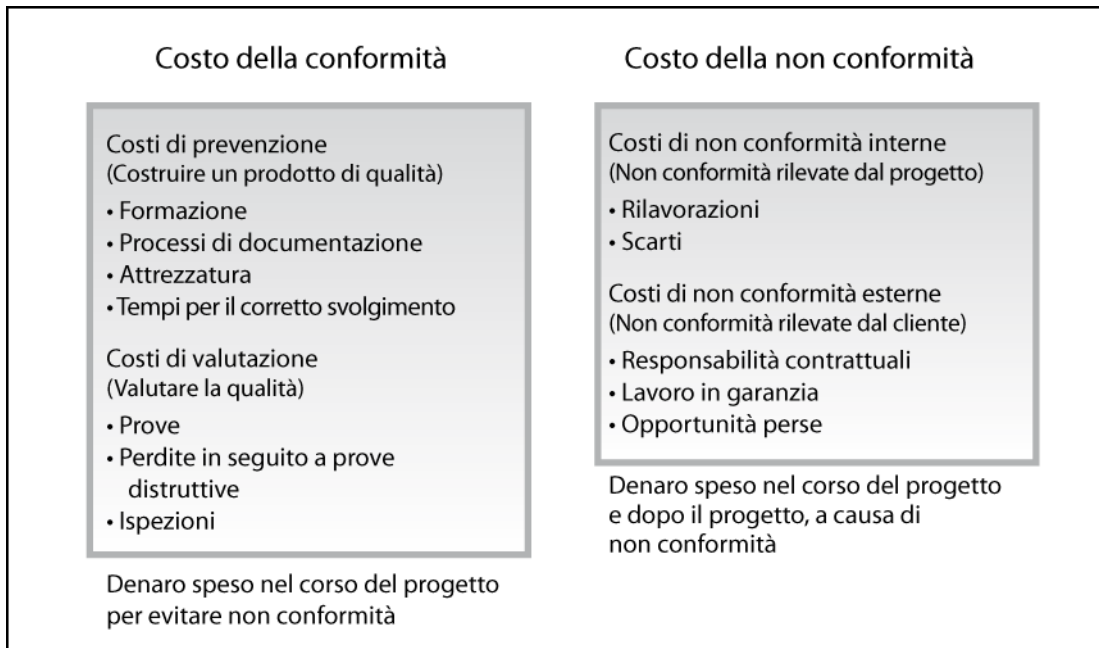 Costo della conformità
Costi di prevenzione
(Costruire un prodotto di qualità)
• Formazione
• Processi di documentazione
• Attrezzatura
• Tempi per il corretto svolgimento
Costi di valutazione
(Valutare la qualità)
• Prove
• Perdite in seguito a prove
distruttive
• Ispezioni
Denaro speso nel corso del progetto
per evitare non conformità
Costo della non conformità
Costi di non conformità interne
(Non conformità rilevate dal progetto)
• Rilavorazioni
• Scarti
Costi di non conformità esterne
(Non conformità rilevate dal cliente)
• Responsabilità contrattuali
• Lavoro in garanzia
• Opportunità perse
Denaro speso nel corso del progetto
e dopo il progetto, a causa di
non conformità